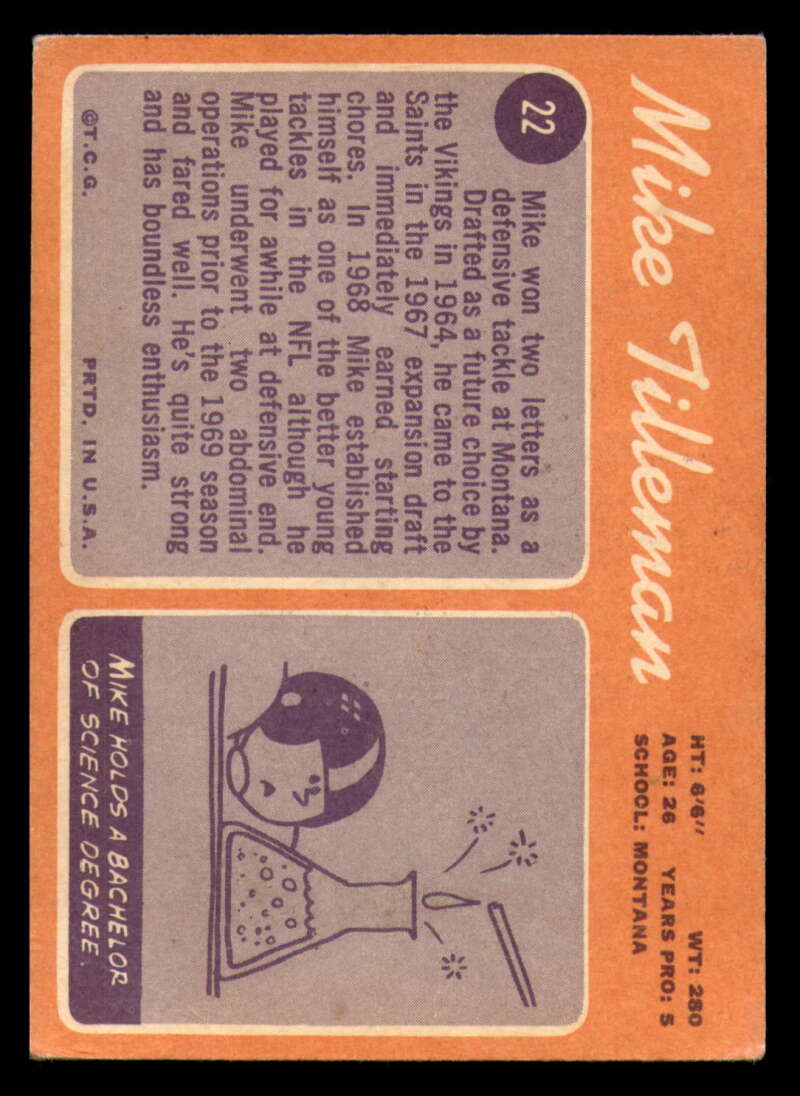 Mike Tilleman
HT: 6'6" WT: 280
AGE: 26 YEARS PRO: 5
SCHOOL: MONTANA
22
Mike won two letters as a
defensive tackle at Montana.
Drafted as a future choice by
the Vikings in 1964, he came to the
Saints in the 1967 expansion draft
and immediately earned starting
chores. In 1968 Mike established
himself as one of the better young
tackles in the NFL although he
played for awhile at defensive end.
Mike underwent two abdominal
operations prior to the 1969 season
and fared well. He's quite strong
and has boundless enthusiasm.
©T.C.G. PRTD. IN U.S.A.
MIKE HOLDS A BACHELOR
OF SCIENCE DEGREE.